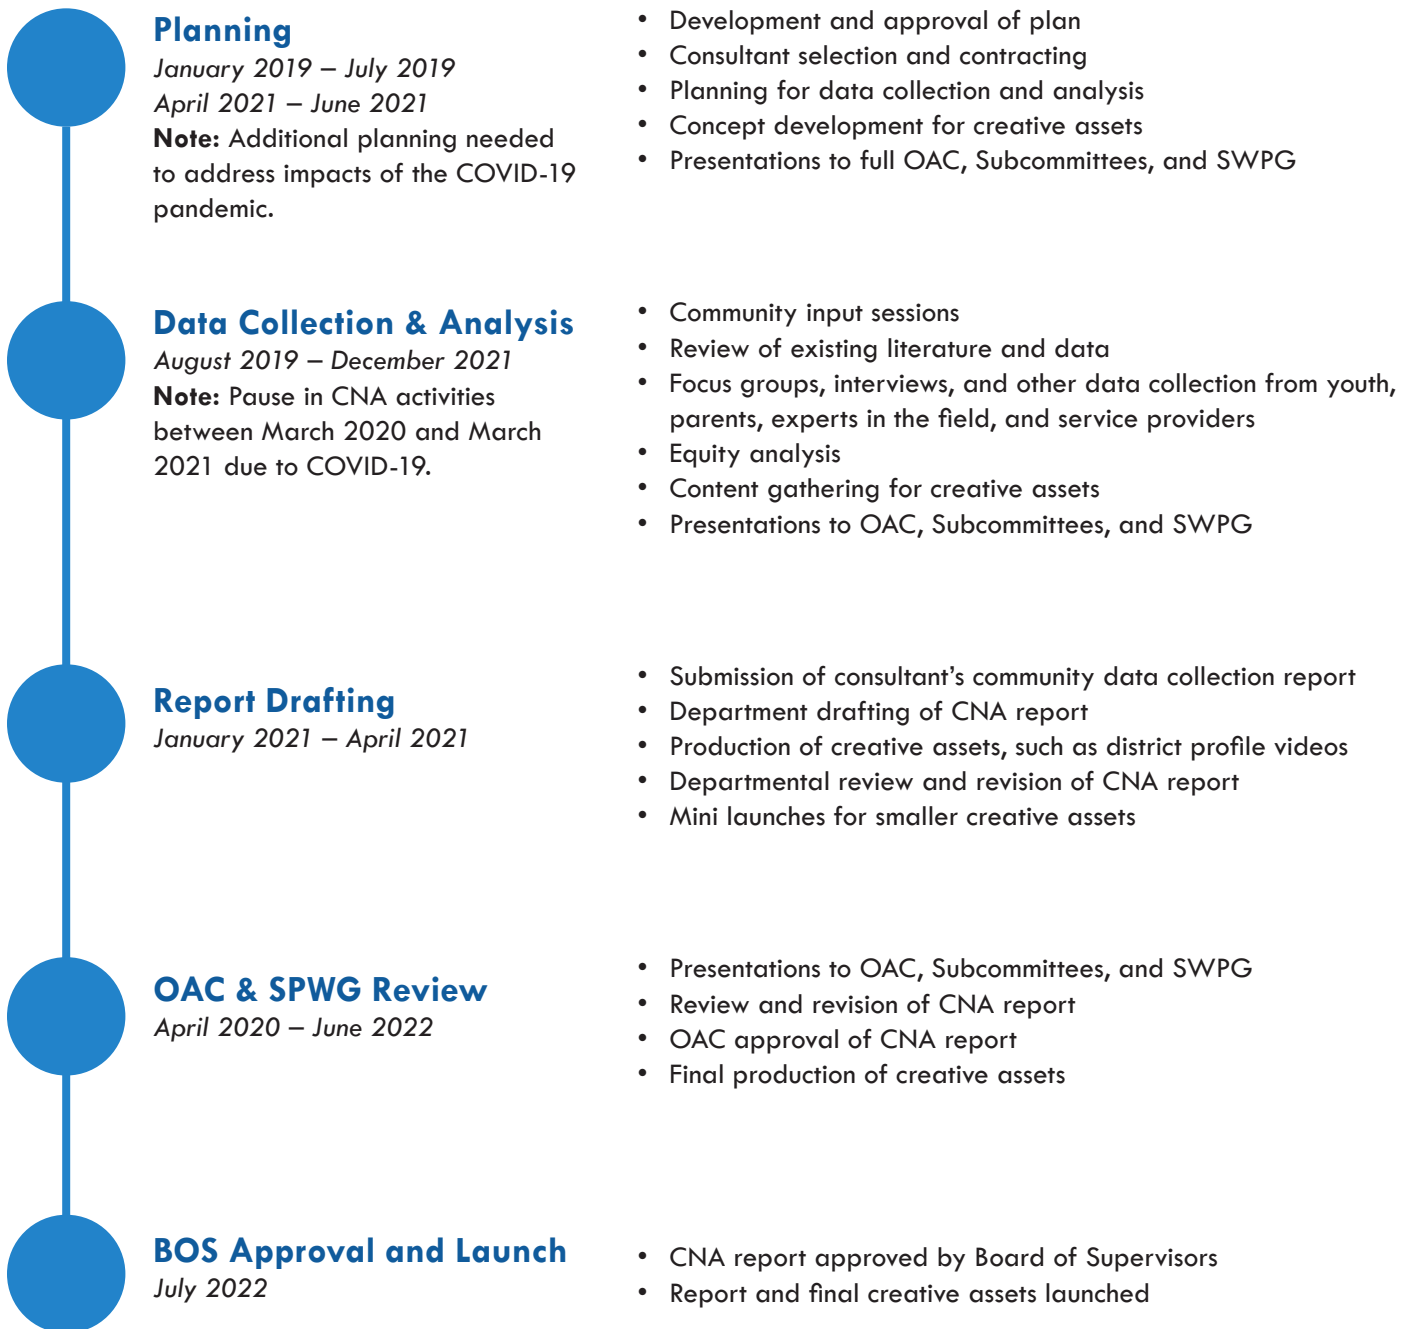 Planning
January 2019 – July 2019
April 2021 – June 2021
Note: Additional planning needed
to address impacts of the COVID-19
pandemic.
• Development and approval of plan
• Consultant selection and contracting
• Planning for data collection and analysis
• Concept development for creative assets
• Presentations to full OAC, Subcommittees, and SWPG
Data Collection & Analysis
August 2019 – December 2021
Note: Pause in CNA activities
between March 2020 and March
2021 due to COVID-19.
• Community input sessions
• Review of existing literature and data
• Focus groups, interviews, and other data collection from youth,
parents, experts in the field, and service providers
• Equity analysis
• Content gathering for creative assets
• Presentations to OAC, Subcommittees, and SWPG
Report Drafting
January 2021 – April 2021
• Submission of consultant’s community data collection report
• Department drafting of CNA report
• Production of creative assets, such as district profile videos
• Departmental review and revision of CNA report
• Mini launches for smaller creative assets
OAC & SPWG Review
April 2020 – June 2022
• Presentations to OAC, Subcommittees, and SWPG
• Review and revision of CNA report
• OAC approval of CNA report
• Final production of creative assets
BOS Approval and Launch
July 2022
• CNA report approved by Board of Supervisors
• Report and final creative assets launched